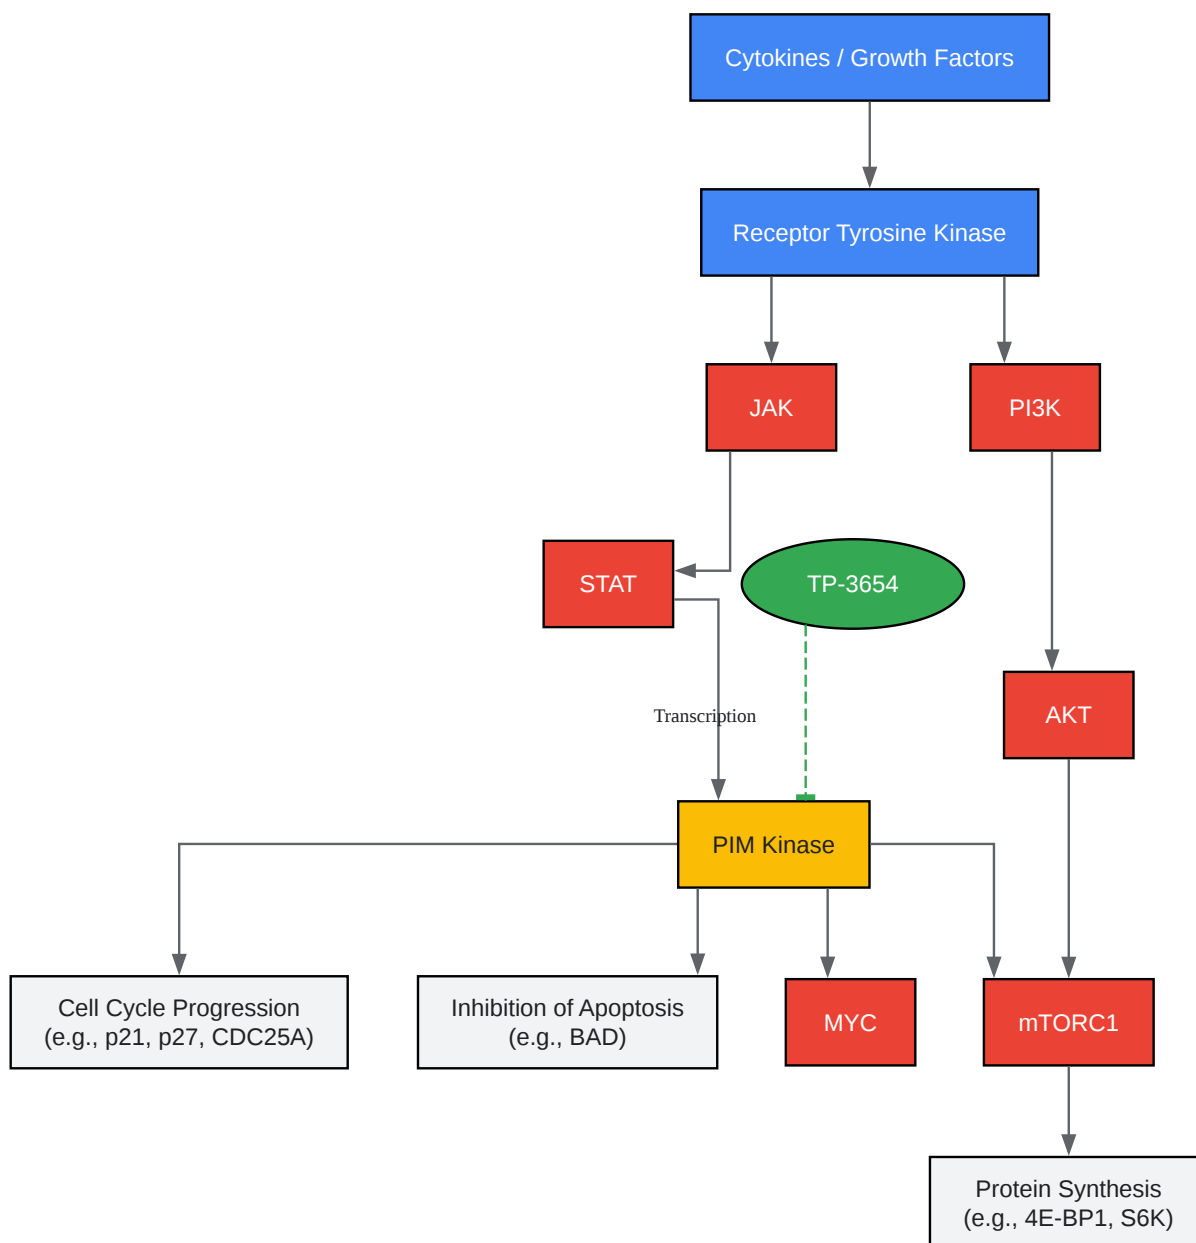 Cytokines / Growth Factors
Receptor Tyrosine Kinase
JAK
PI3K
STAT
TP-3654
AKT
Transcription
PIM Kinase
Cell Cycle Progression
(e.g., p21, p27, CDC25A)
Inhibition of Apoptosis
(e.g., BAD)
MYC
mTORC1
Protein Synthesis
(e.g., 4E-BP1, S6K)